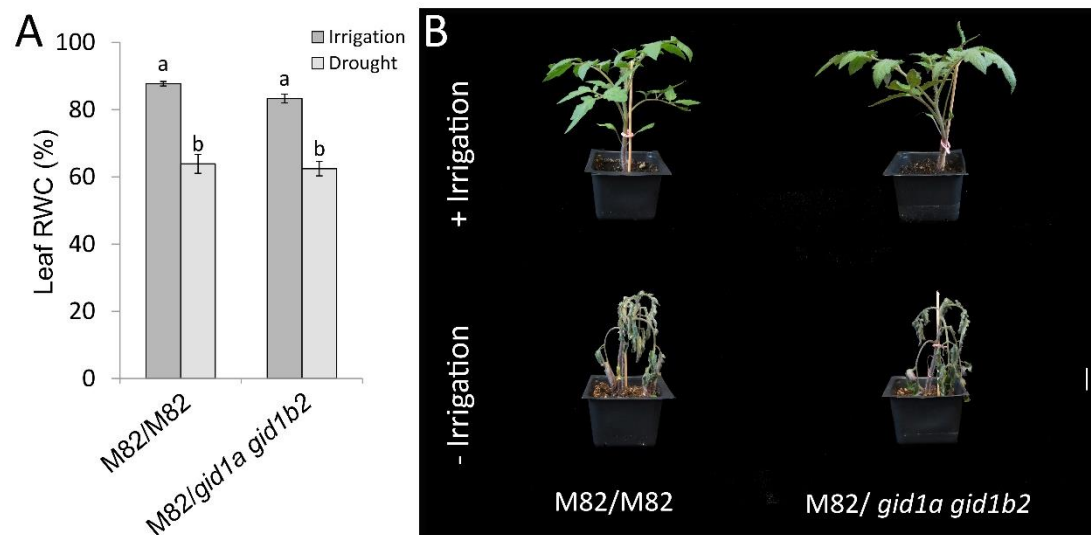 A
Leaf RWC (%)
100
80
60
40
20
0
Irrigation
Drought
a
b
a
b
M82/M82
M82/gid1a gid1b2
B
+ Irrigation
- Irrigation
M82/M82
M82/ gid1a gid1b2